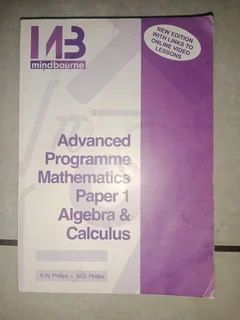 MB
mindbourne
NEW EDITION
WITH LINKS TO
ONLINE VIDEO
LESSONS
Advanced
Programme
Mathematics
Paper 1
Algebra &
Calculus
K.W. Phillips • M.D. Phillips